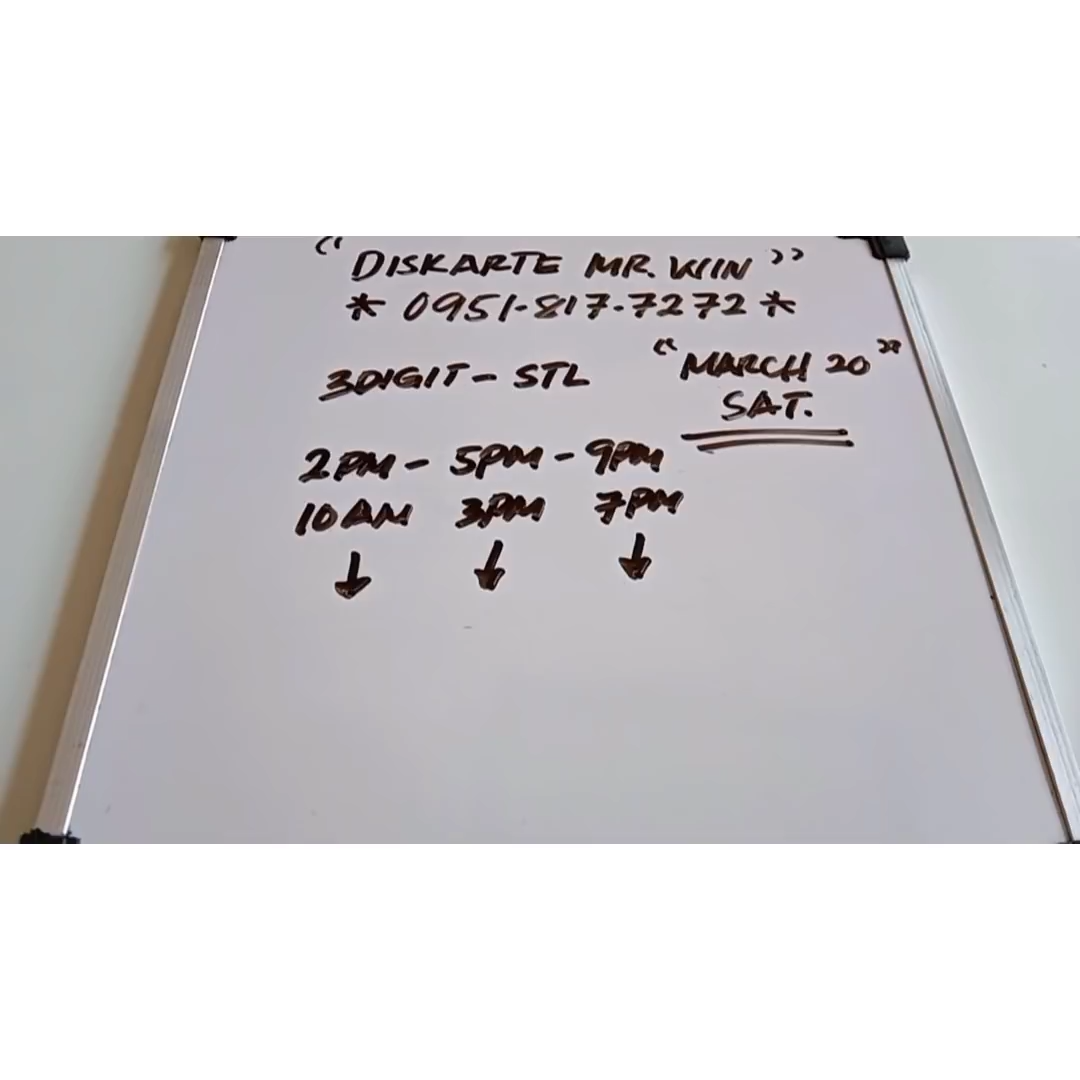 “DISKARTE MR. WIN”
* 0951-817-7272 *
3DIGIT - STL
“MARCH 20”
SAT.
2PM - 5PM - 9PM
10AM 3PM 7PM
↓ ↓ ↓